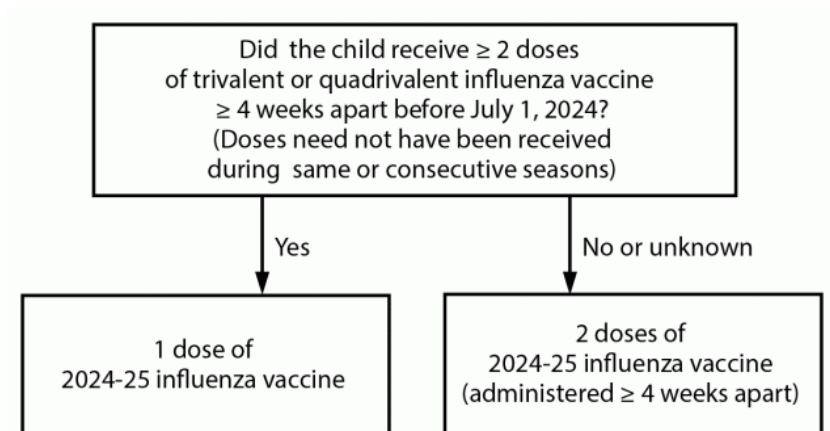 Did the child receive ≥ 2 doses
of trivalent or quadrivalent influenza vaccine
≥ 4 weeks apart before July 1, 2024?
(Doses need not have been received
during same or consecutive seasons)
Yes
No or unknown
1 dose of
2024-25 influenza vaccine
2 doses of
2024-25 influenza vaccine
(administered ≥ 4 weeks apart)